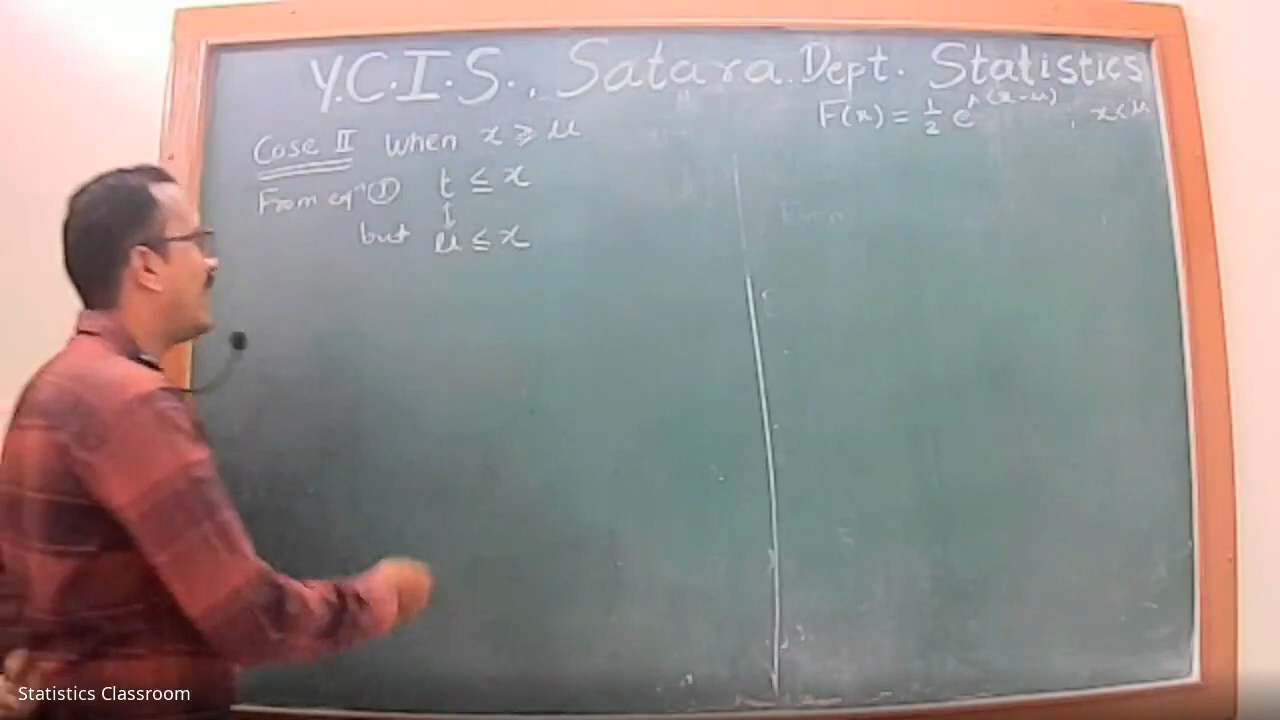 Y.C.I.S., Satara. Dept. Statistics
F(x) = 1/2 e^λ(x-μ) , x<μ
Case II When x ≥ μ
From eqⁿ ① t ≤ x
↕
but μ ≤ x
Statistics Classroom